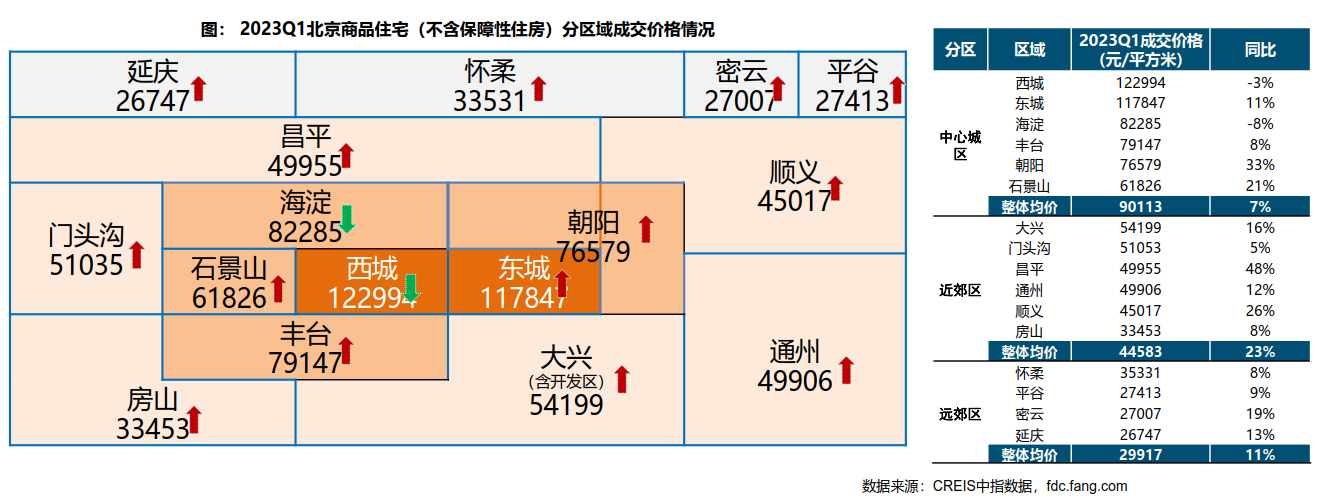 图： 2023Q1北京商品住宅（不含保障性住房）分区域成交价格情况
延庆
26747
怀柔
33531
密云
27007
平谷
27413
昌平
49955
顺义
45017
海淀
82285
朝阳
76579
门头沟
51035
石景山
61826
西城
122994
东城
117847
丰台
79147
大兴
（含开发区）
54199
通州
49906
房山
33453
分区 区域 2023Q1成交价格（元/平方米） 同比
中心城区
西城 122994 -3%
东城 117847 11%
海淀 82285 -8%
丰台 79147 8%
朝阳 76579 33%
石景山 61826 21%
整体均价 90113 7%
近郊区
大兴 54199 16%
门头沟 51053 5%
昌平 49955 48%
通州 49906 12%
顺义 45017 26%
房山 33453 8%
整体均价 44583 23%
远郊区
怀柔 35331 8%
平谷 27413 9%
密云 27007 19%
延庆 26747 13%
整体均价 29917 11%
数据来源：CREIS中指数据，fdc.fang.com